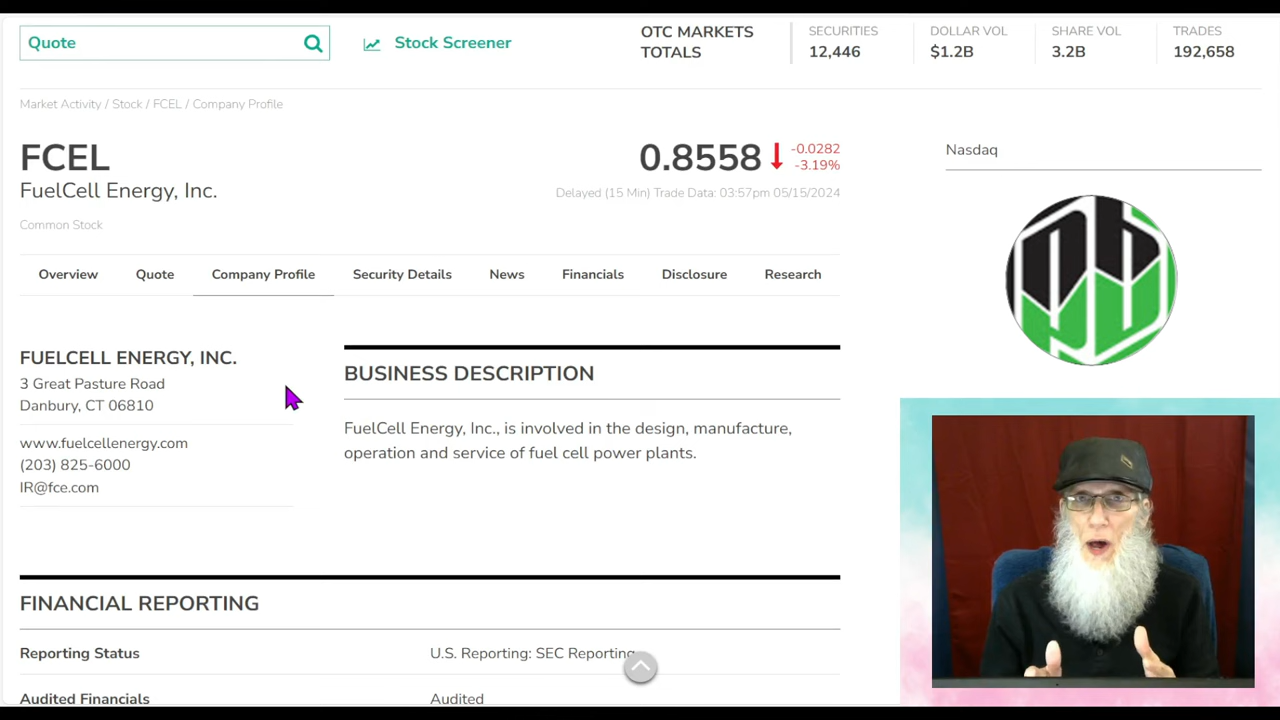 Quote
Stock Screener
OTC MARKETS
TOTALS
SECURITIES
12,446
DOLLAR VOL
$1.2B
SHARE VOL
3.2B
TRADES
192,658
Market Activity / Stock / FCEL / Company Profile
FCEL
FuelCell Energy, Inc.
Common Stock
0.8558
-0.0282
-3.19%
Delayed (15 Min) Trade Data: 03:57pm 05/15/2024
Nasdaq
Overview
Quote
Company Profile
Security Details
News
Financials
Disclosure
Research
FUELCELL ENERGY, INC.
3 Great Pasture Road
Danbury, CT 06810
www.fuelcellenergy.com
(203) 825-6000
IR@fce.com
BUSINESS DESCRIPTION
FuelCell Energy, Inc., is involved in the design, manufacture,
operation and service of fuel cell power plants.
FINANCIAL REPORTING
Reporting Status
U.S. Reporting: SEC Reporting
Audited Financials
Audited